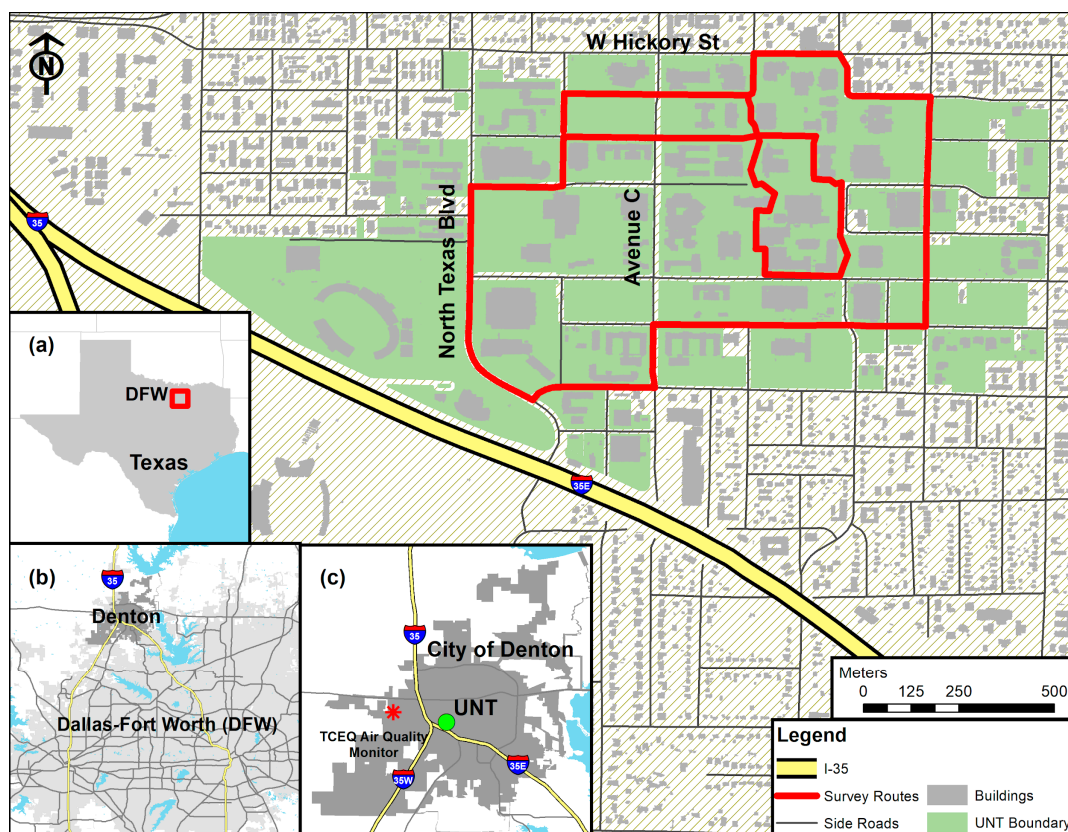 W Hickory St
N
North Texas Blvd
Avenue C
35
35E
(a)
DFW
Texas
(b)
35
Denton
Dallas-Fort Worth (DFW)
(c)
35
City of Denton
UNT
TCEQ Air Quality
Monitor
35W
35E
Meters
0 125 250 500
Legend
I-35
Survey Routes
Buildings
Side Roads
UNT Boundary